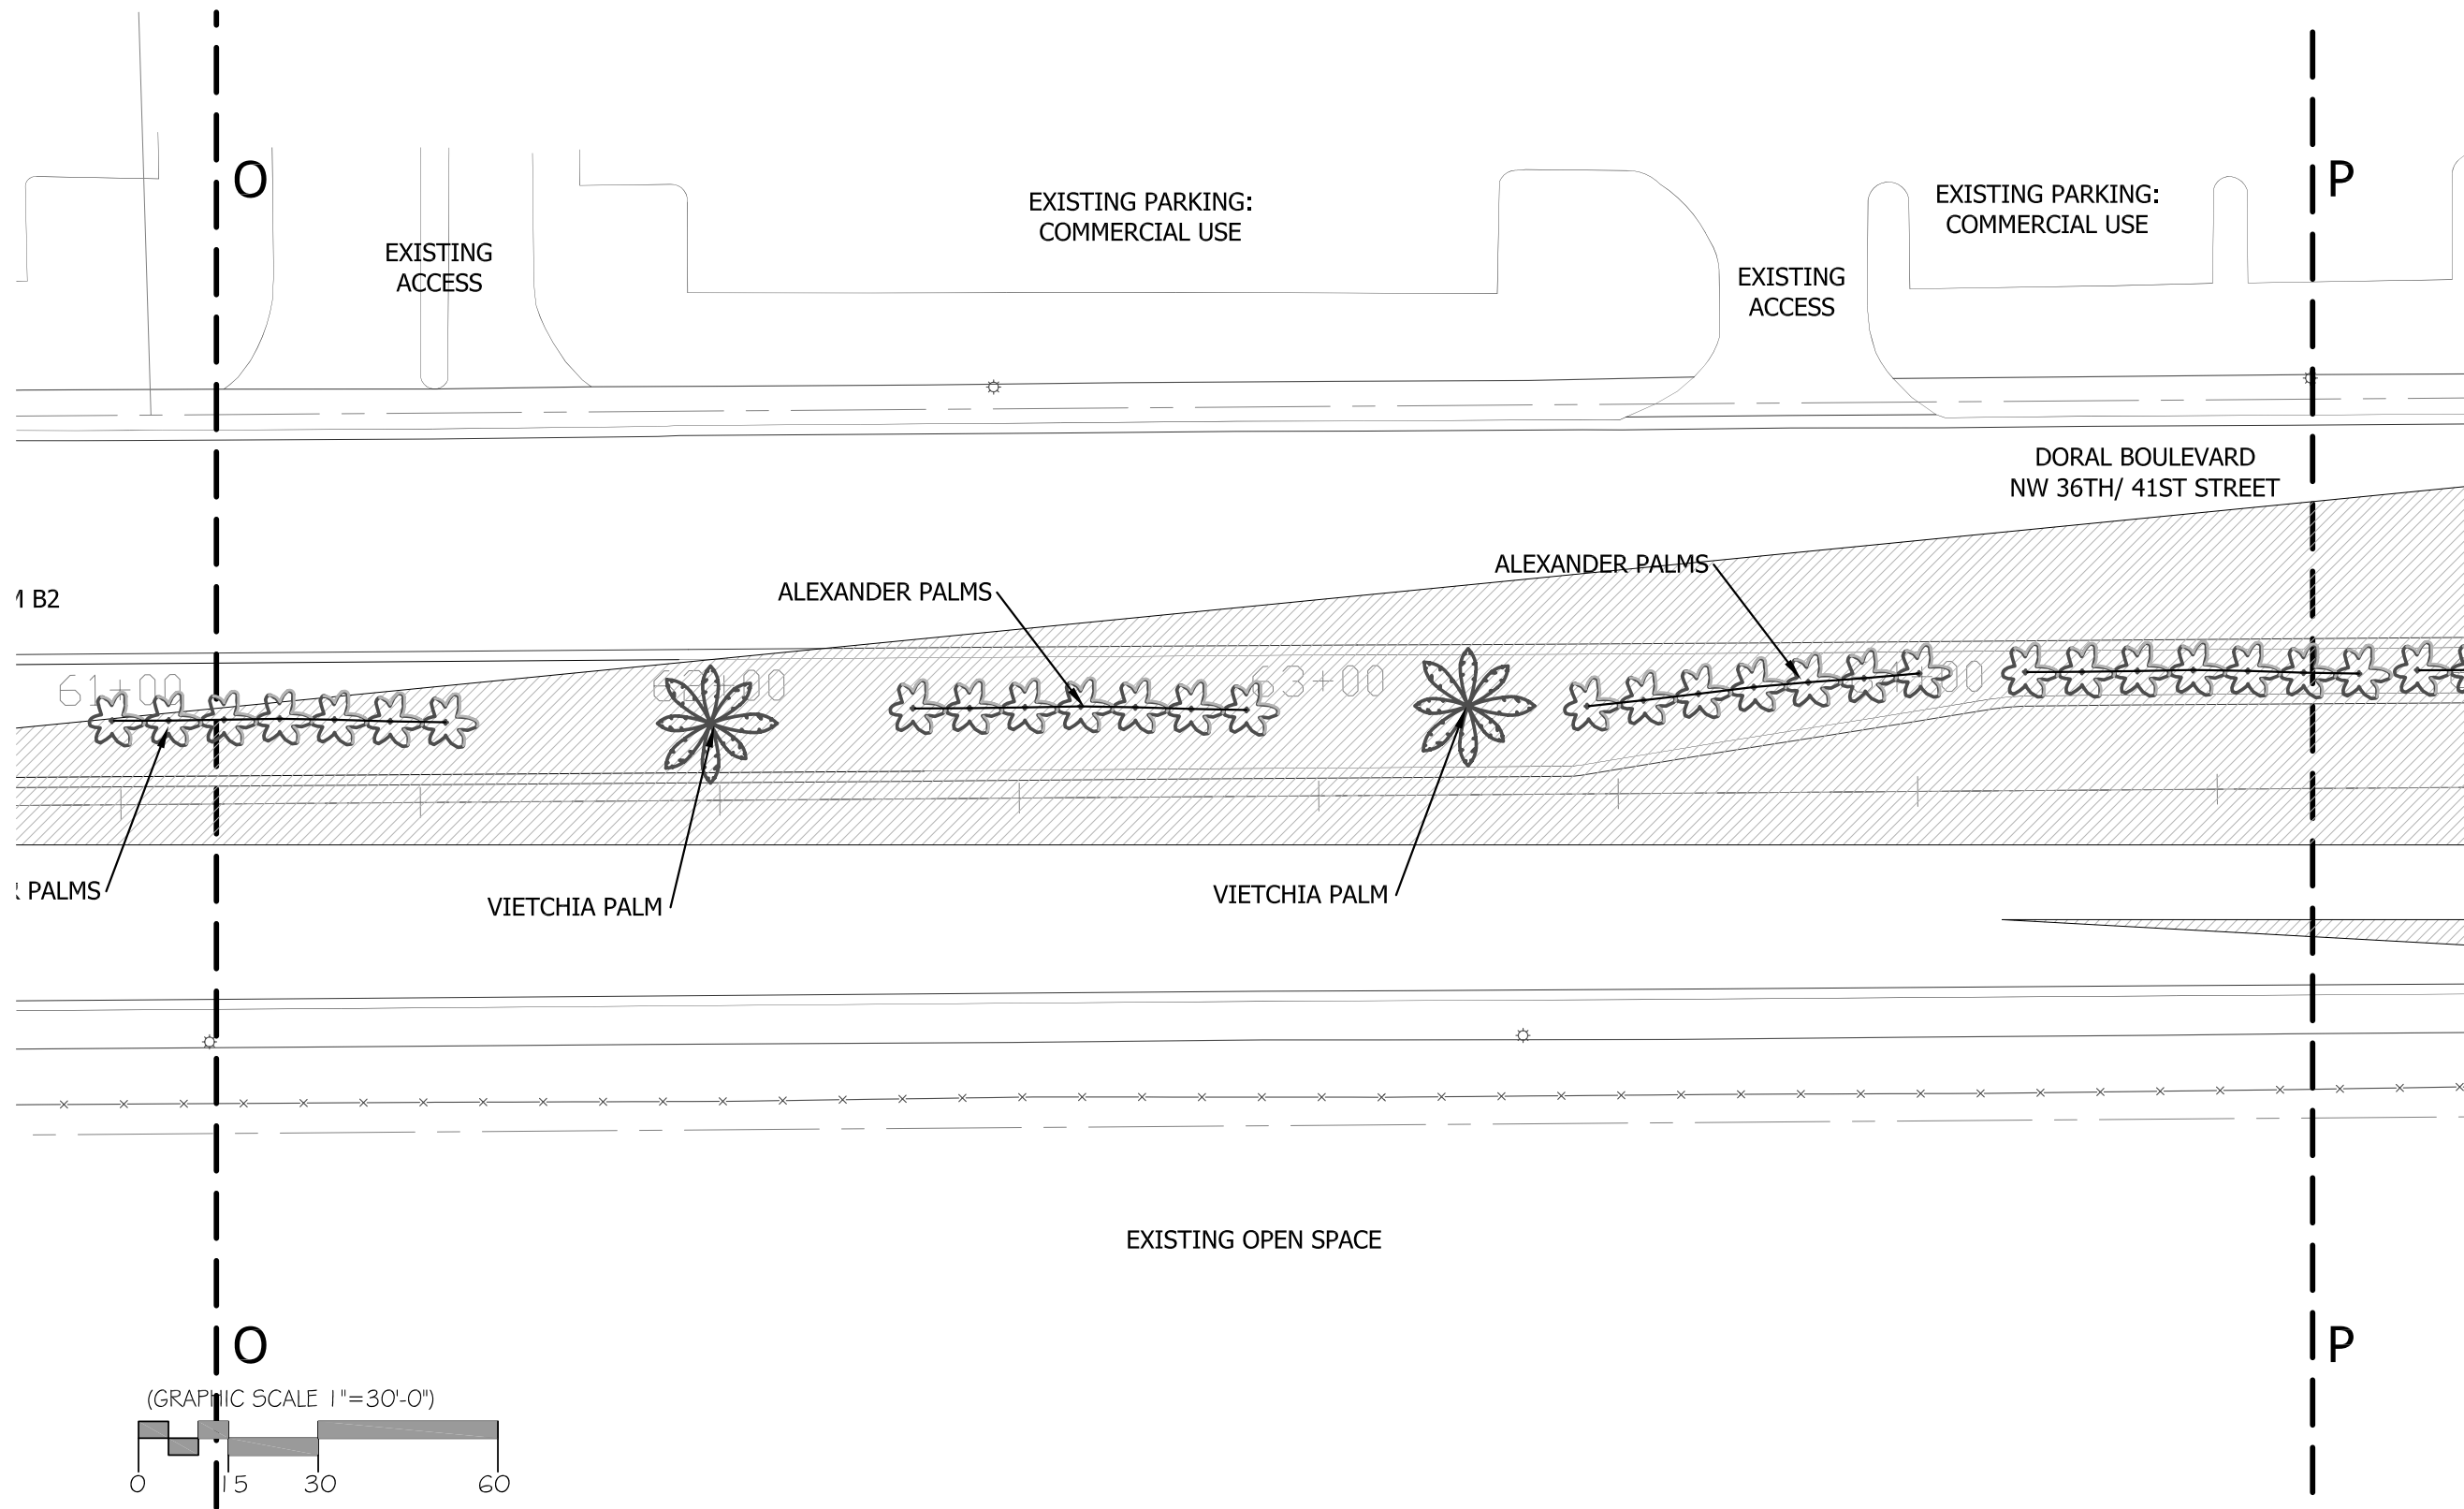 O
P
EXISTING PARKING:
COMMERCIAL USE
EXISTING PARKING:
COMMERCIAL USE
EXISTING
ACCESS
EXISTING
ACCESS
DORAL BOULEVARD
NW 36TH/ 41ST STREET
ALEXANDER PALMS
ALEXANDER PALMS
B2
61+00
63+00
PALMS
VIETCHIA PALM
VIETCHIA PALM
EXISTING OPEN SPACE
O
P
(GRAPHIC SCALE 1"=30'-0")
0 15 30 60